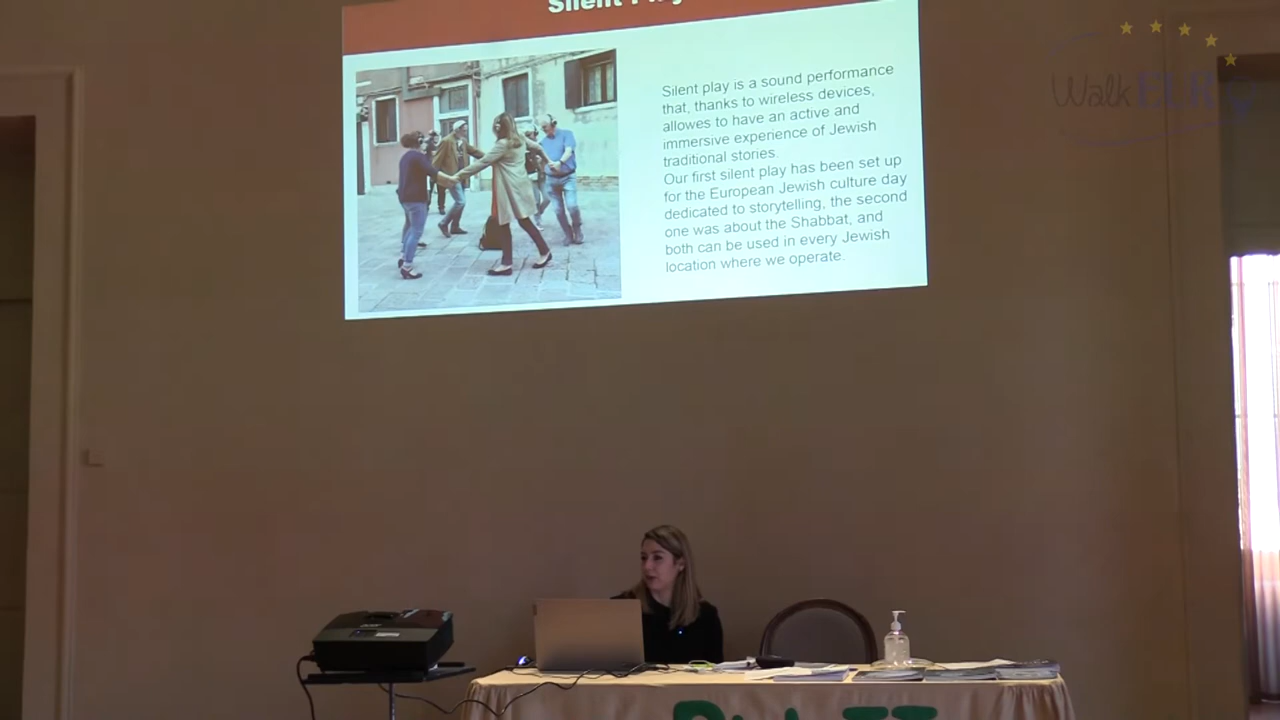 Silent Play
WalkEUR
Silent play is a sound performance
that, thanks to wireless devices,
allowes to have an active and
immersive experience of Jewish
traditional stories.
Our first silent play has been set up
for the European Jewish culture day
dedicated to storytelling, the second
one was about the Shabbat, and
both can be used in every Jewish
location where we operate.